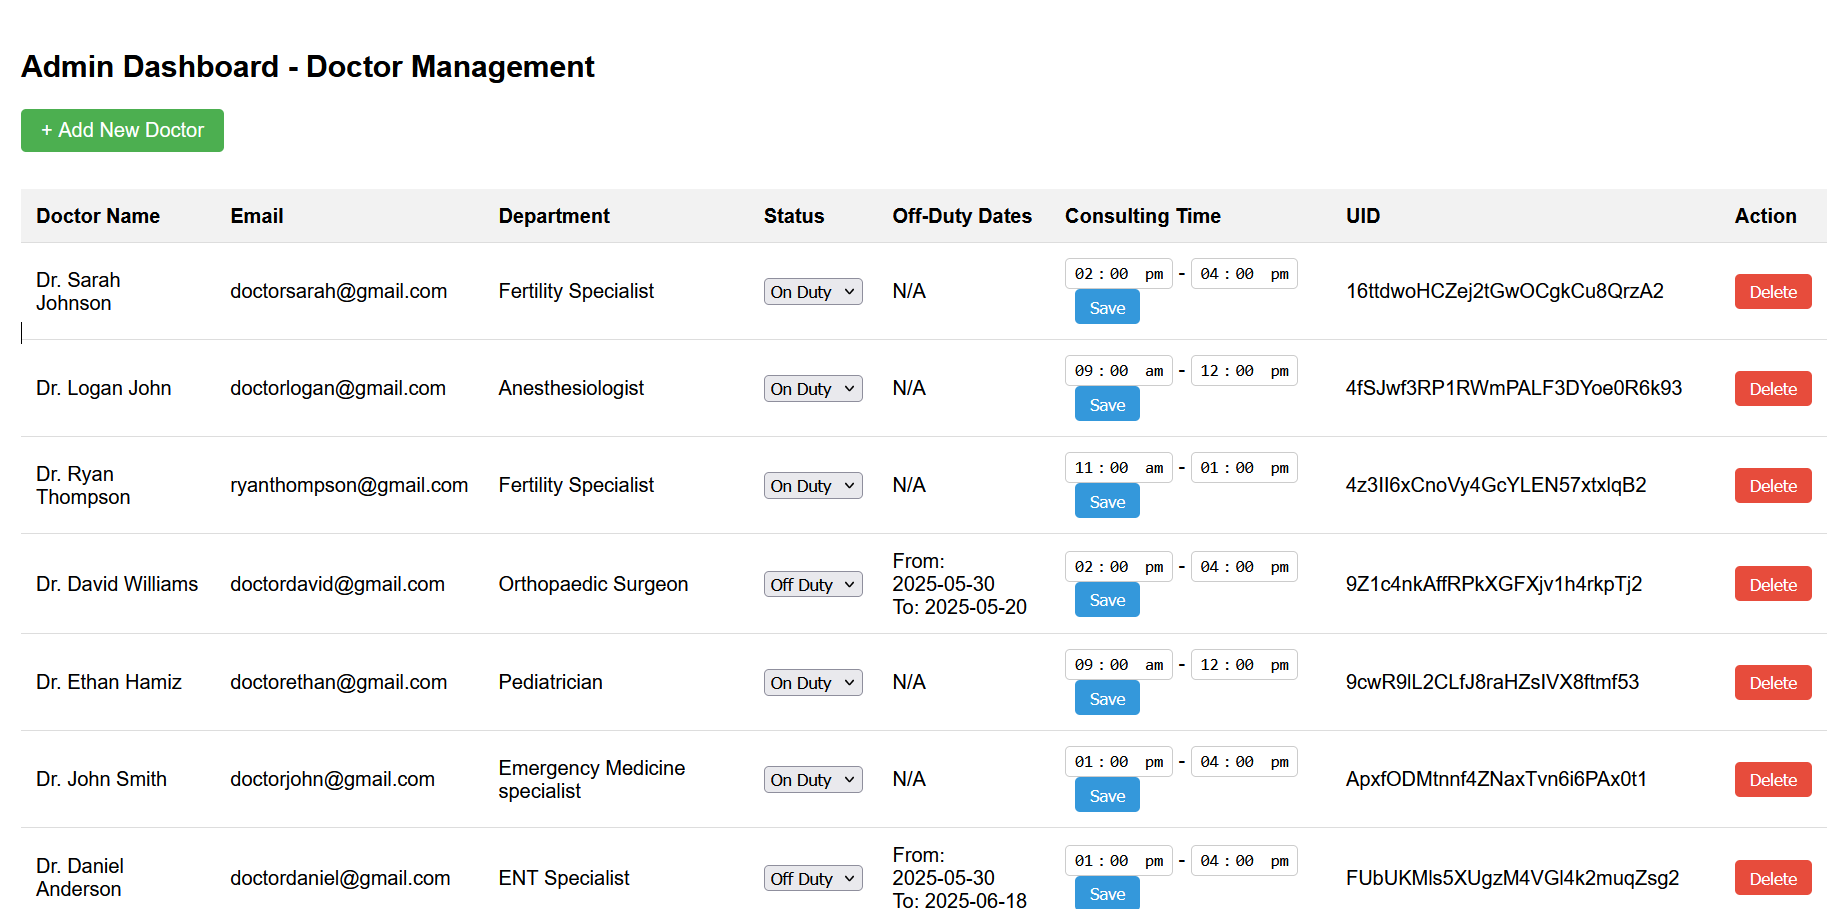 Admin Dashboard - Doctor Management
+ Add New Doctor
Doctor Name Email Department Status Off-Duty Dates Consulting Time UID Action
Dr. Sarah
Johnson
doctorsarah@gmail.com Fertility Specialist On Duty N/A 02:00 pm - 04:00 pm
Save
16ttdwoHCZej2tGwOCgkCu8QrzA2 Delete
Dr. Logan John doctorlogan@gmail.com Anesthesiologist On Duty N/A 09:00 am - 12:00 pm
Save
4fSJwf3RP1RWmPALF3DYoe0R6k93 Delete
Dr. Ryan
Thompson
ryanthompson@gmail.com Fertility Specialist On Duty N/A 11:00 am - 01:00 pm
Save
4z3II6xCnoVy4GcYLEN57xtxlqB2 Delete
Dr. David Williams doctordavid@gmail.com Orthopaedic Surgeon Off Duty
From:
2025-05-30
To: 2025-05-20
02:00 pm - 04:00 pm
Save
9Z1c4nkAffRPkXGFXjv1h4rkpTj2 Delete
Dr. Ethan Hamiz doctorethan@gmail.com Pediatrician On Duty N/A 09:00 am - 12:00 pm
Save
9cwR9lL2CLfJ8raHZsIVX8ftmf53 Delete
Dr. John Smith doctorjohn@gmail.com
Emergency Medicine
specialist
On Duty N/A 01:00 pm - 04:00 pm
Save
ApxfODMtnnf4ZNaxTvn6i6PAx0t1 Delete
Dr. Daniel
Anderson
doctordaniel@gmail.com ENT Specialist Off Duty
From:
2025-05-30
To: 2025-06-18
01:00 pm - 04:00 pm
Save
FUbUKMls5XUgzM4VGl4k2muqZsg2 Delete